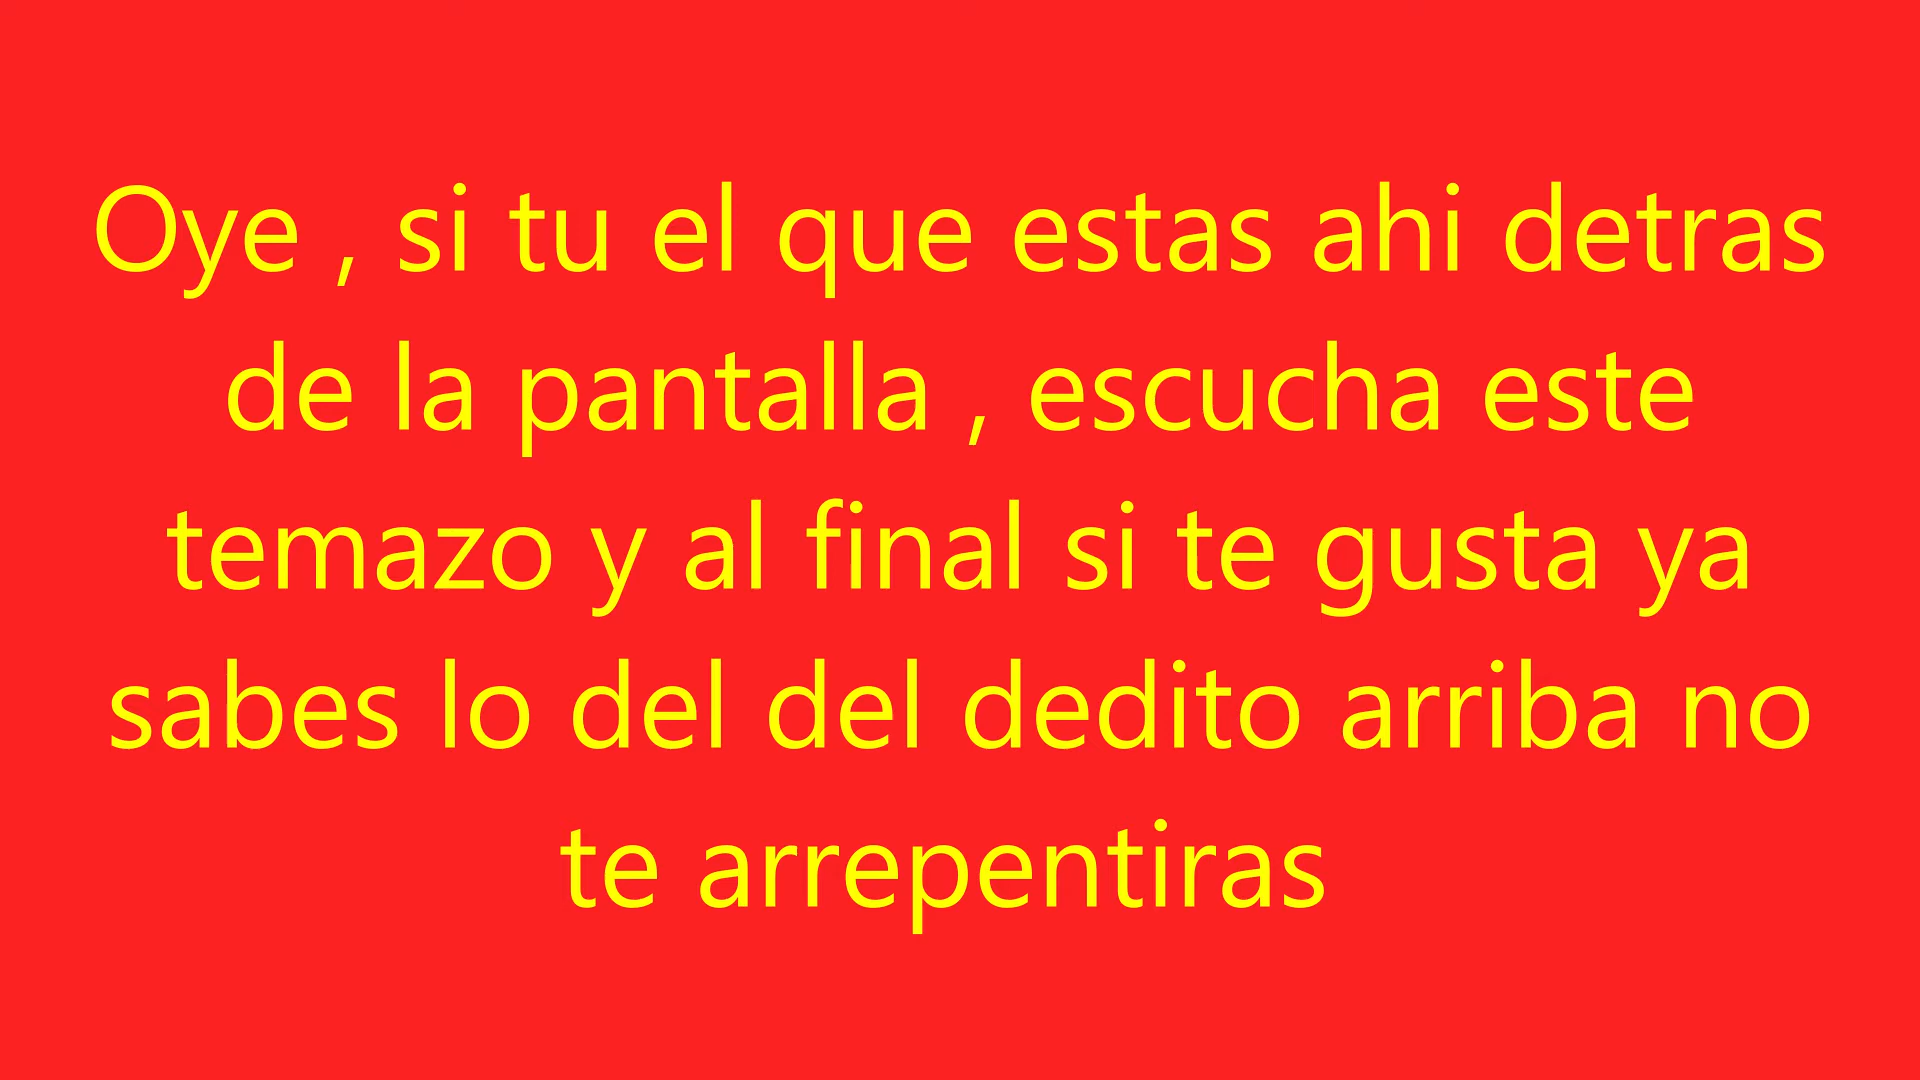 Oye , si tu el que estas ahi detras
de la pantalla , escucha este
temazo y al final si te gusta ya
sabes lo del del dedito arriba no
te arrepentiras